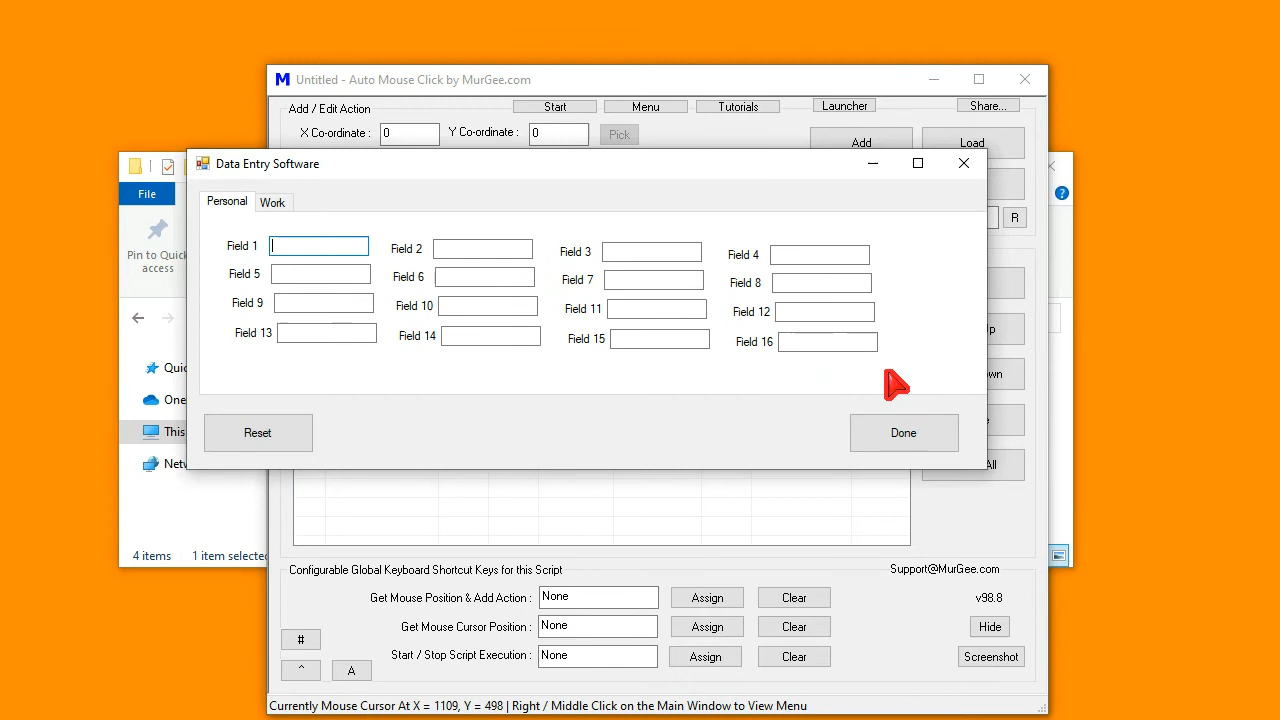 Untitled - Auto Mouse Click by MurGee.com
Add / Edit Action
Start
Menu
Tutorials
Launcher
Share...
X Co-ordinate :
0
Y Co-ordinate :
0
Pick
Add
Load
Data Entry Software
File
R
Personal
Work
Pin to Quick
access
Field 1
Field 2
Field 3
Field 4
Field 5
Field 6
Field 7
Field 8
Field 9
Field 10
Field 11
Field 12
Field 13
Field 14
Field 15
Field 16
This
Reset
Done
All
4 items
1 item selected
Configurable Global Keyboard Shortcut Keys for this Script
Support@MurGee.com
Get Mouse Position & Add Action :
None
Assign
Clear
v98.8
Get Mouse Cursor Position :
None
Assign
Clear
Hide
#
Start / Stop Script Execution :
None
Assign
Clear
Screenshot
^
A
Currently Mouse Cursor At X = 1109, Y = 498 | Right / Middle Click on the Main Window to View Menu